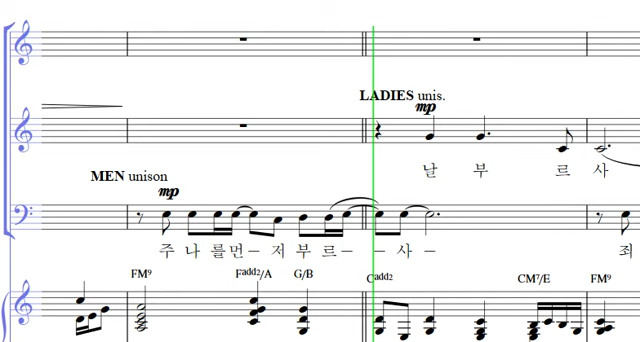 LADIES unis.
mp
날 부 르 사
MEN unison
mp
주 나 를 먼 - 저 부 르 - - 사 - 죄
FM9 Fadd2/A G/B Cadd2 CM7/E FM9